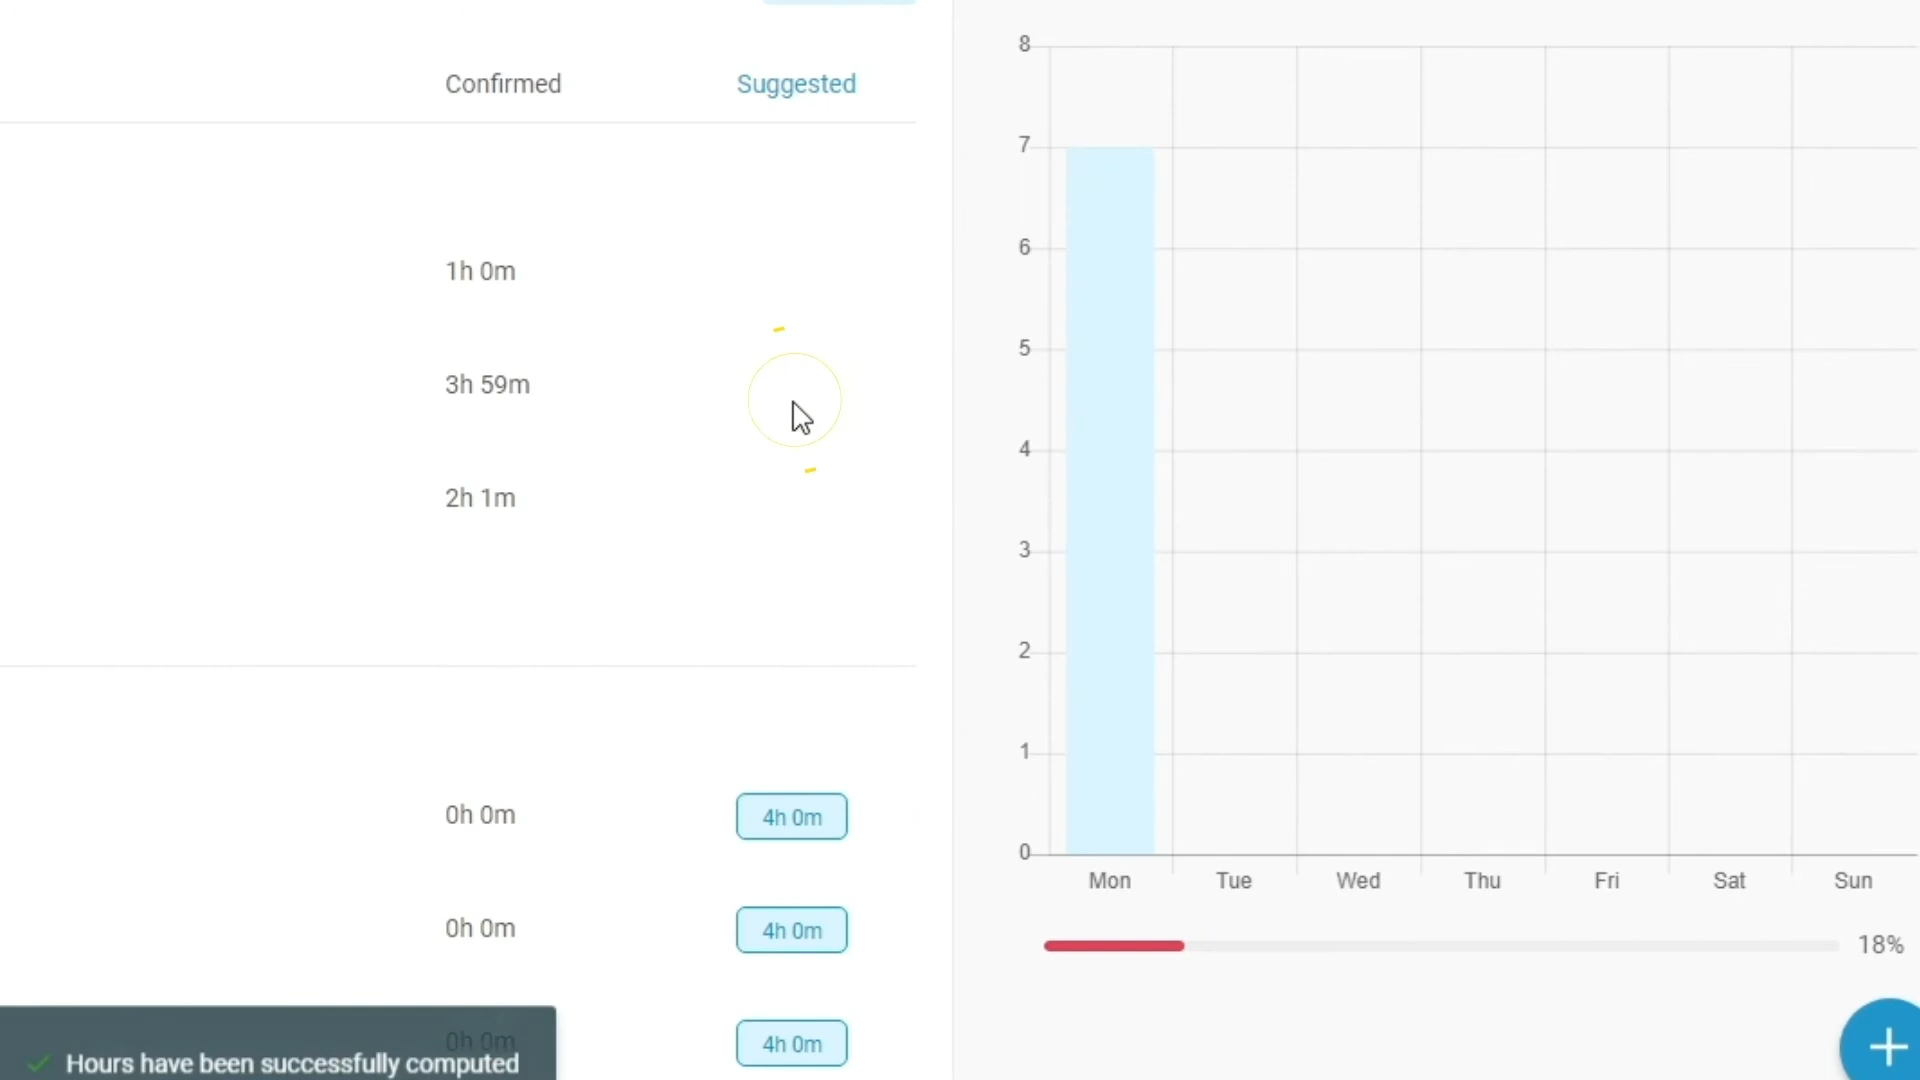 Confirmed Suggested
1h 0m
3h 59m
2h 1m
0h 0m 4h 0m
0h 0m 4h 0m
0h 0m 4h 0m
Hours have been successfully computed
8
7
6
5
4
3
2
1
0
Mon Tue Wed Thu Fri Sat Sun
18%